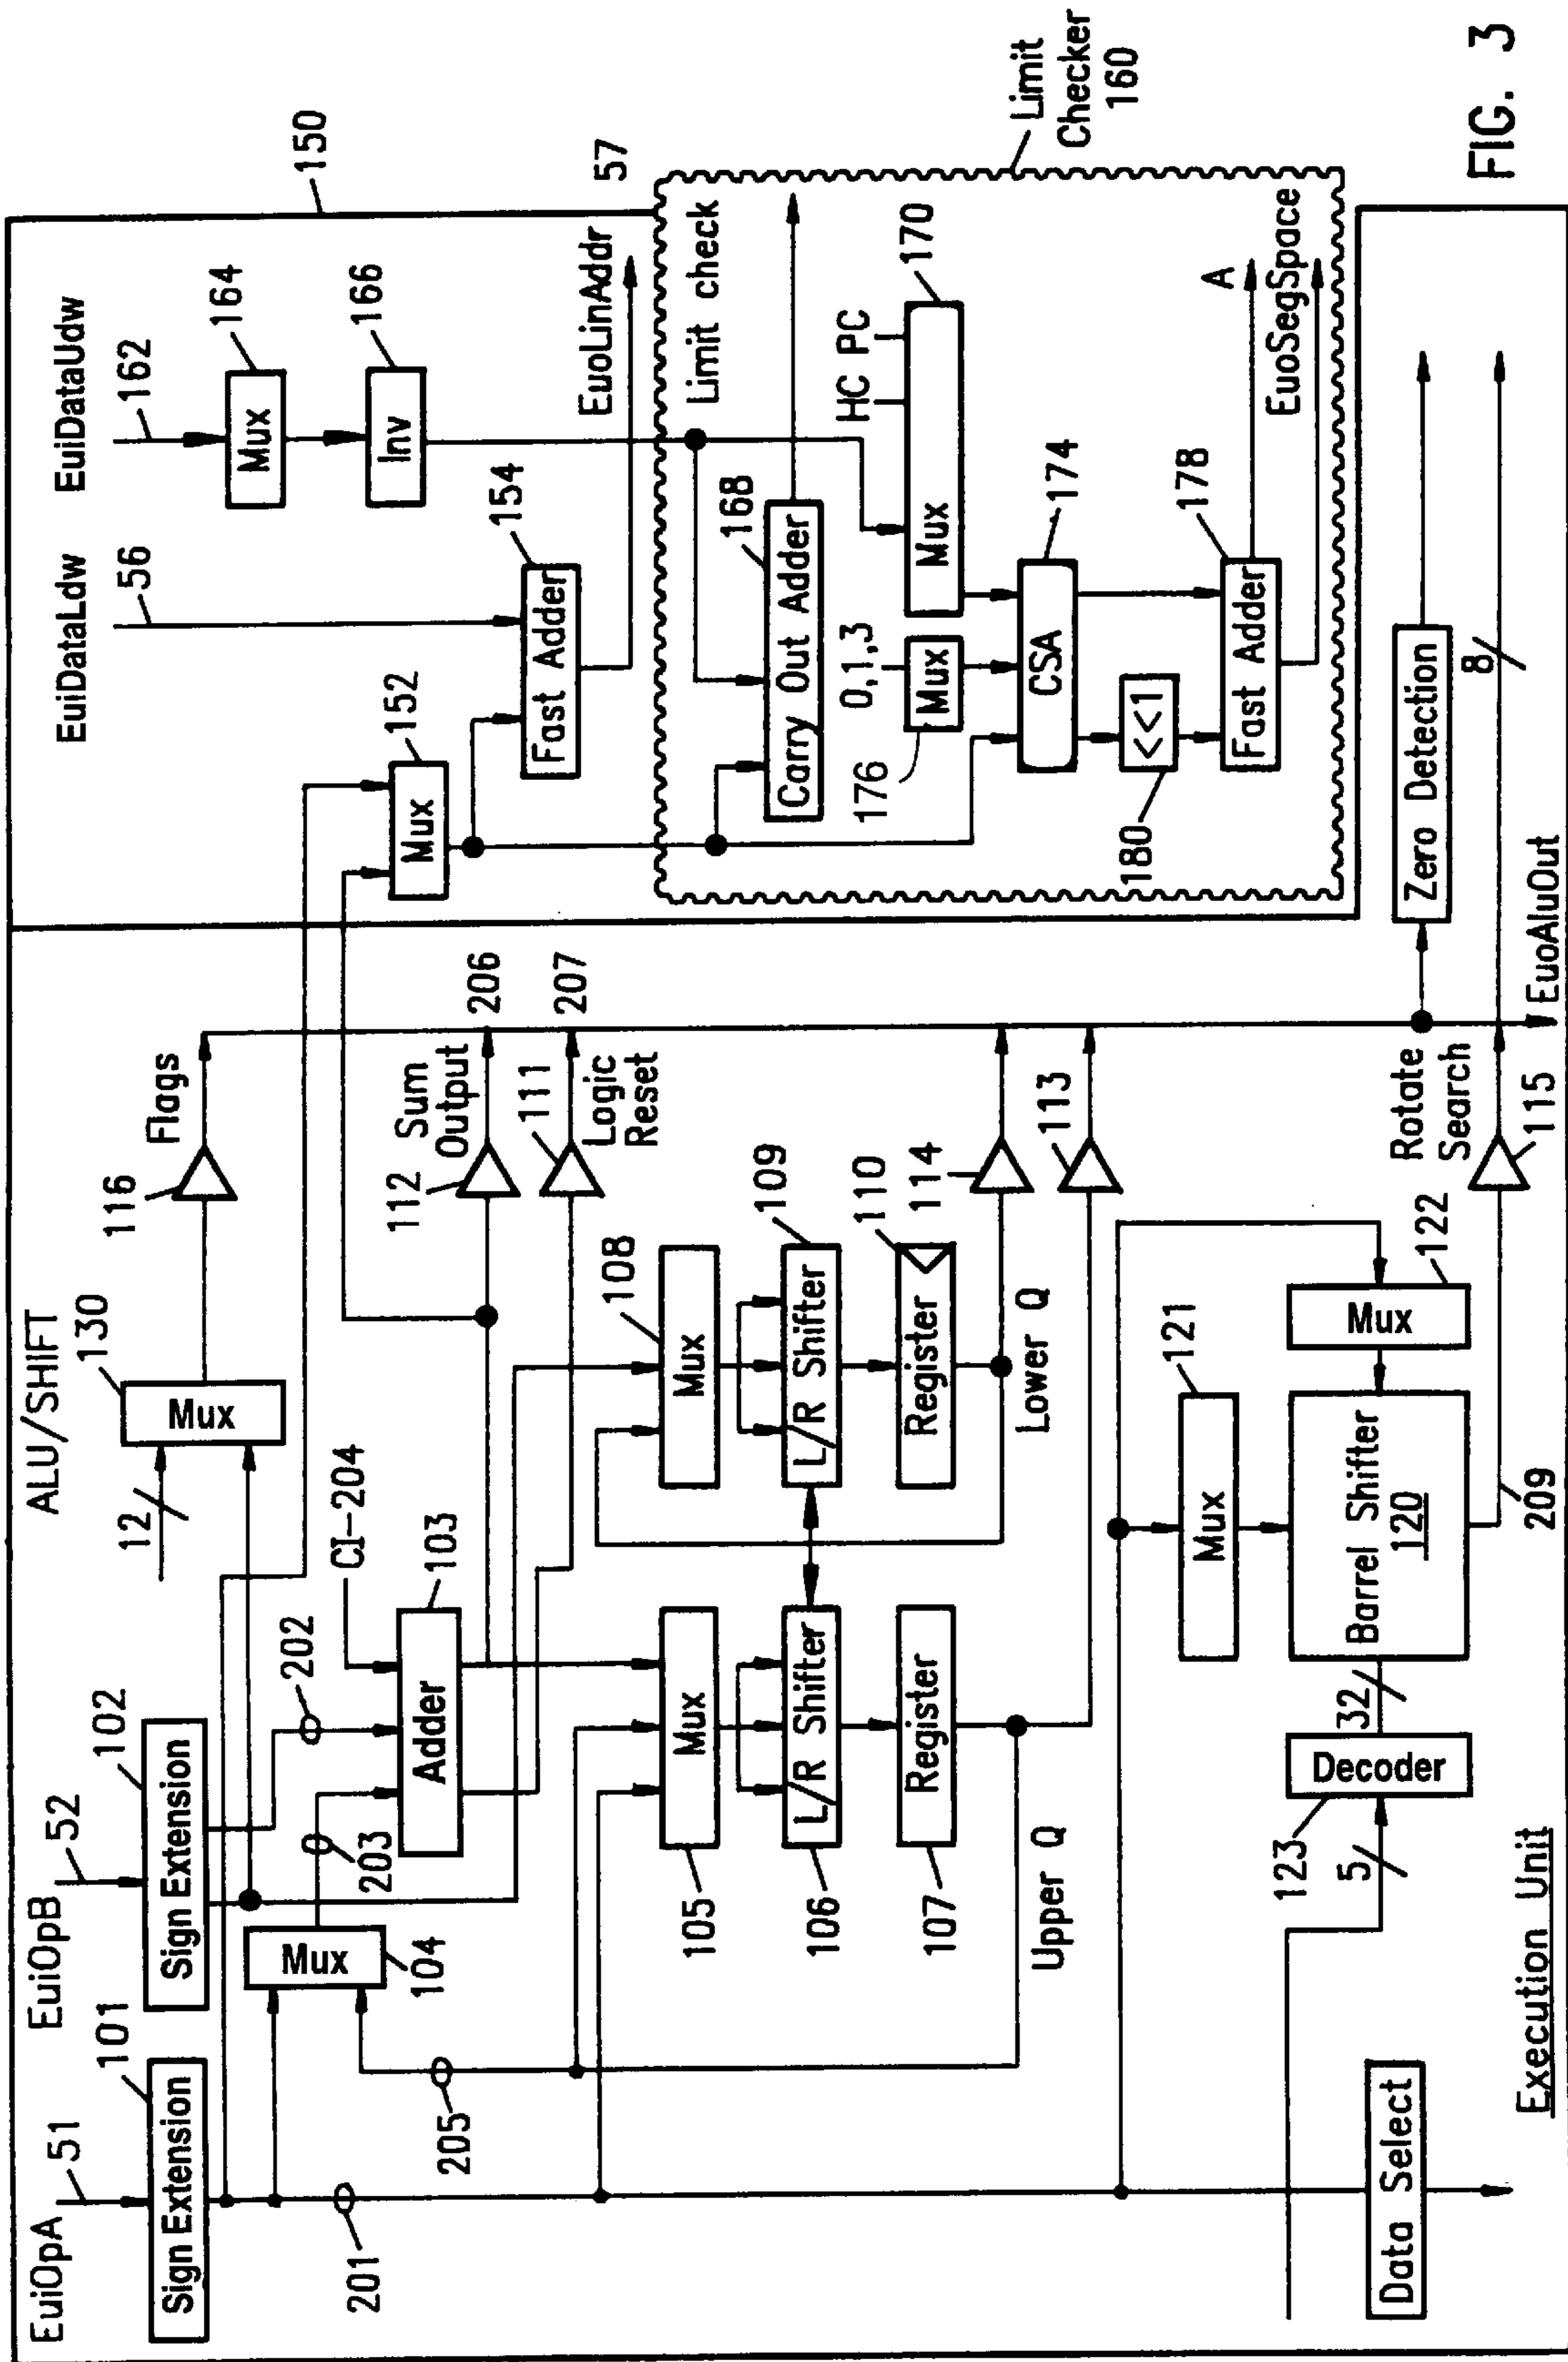 EuiOpA
51
101
Sign Extension
201
EuiOpB
52
102
Sign Extension
Mux
104
203
202
205
CI-204
103
Adder
ALU/SHIFT
130
12
Mux
116
Flags
112
Sum
Output
206
111
Logic
Reset
207
105
Mux
106
L/R Shifter
107
Register
Upper Q
108
Mux
109
L/R Shifter
110
Register
Lower Q
114
113
121
Mux
Barrel Shifter
120
122
Mux
32
Decoder
123
5
209
Rotate
Search
115
Data Select
Execution Unit
EuoAluOut
Zero Detection
8
EuiDataLdw
56
EuiDataUdw
162
Mux
164
Inv
166
150
152
Mux
154
Fast Adder
EuoLinAddr
57
Limit check
168
Carry Out Adder
HC PC
170
Mux
0,1,3
Mux
176
CSA
174
<<1
180
178
Fast Adder
A
EuoSegSpace
Limit
Checker
160
FIG. 3